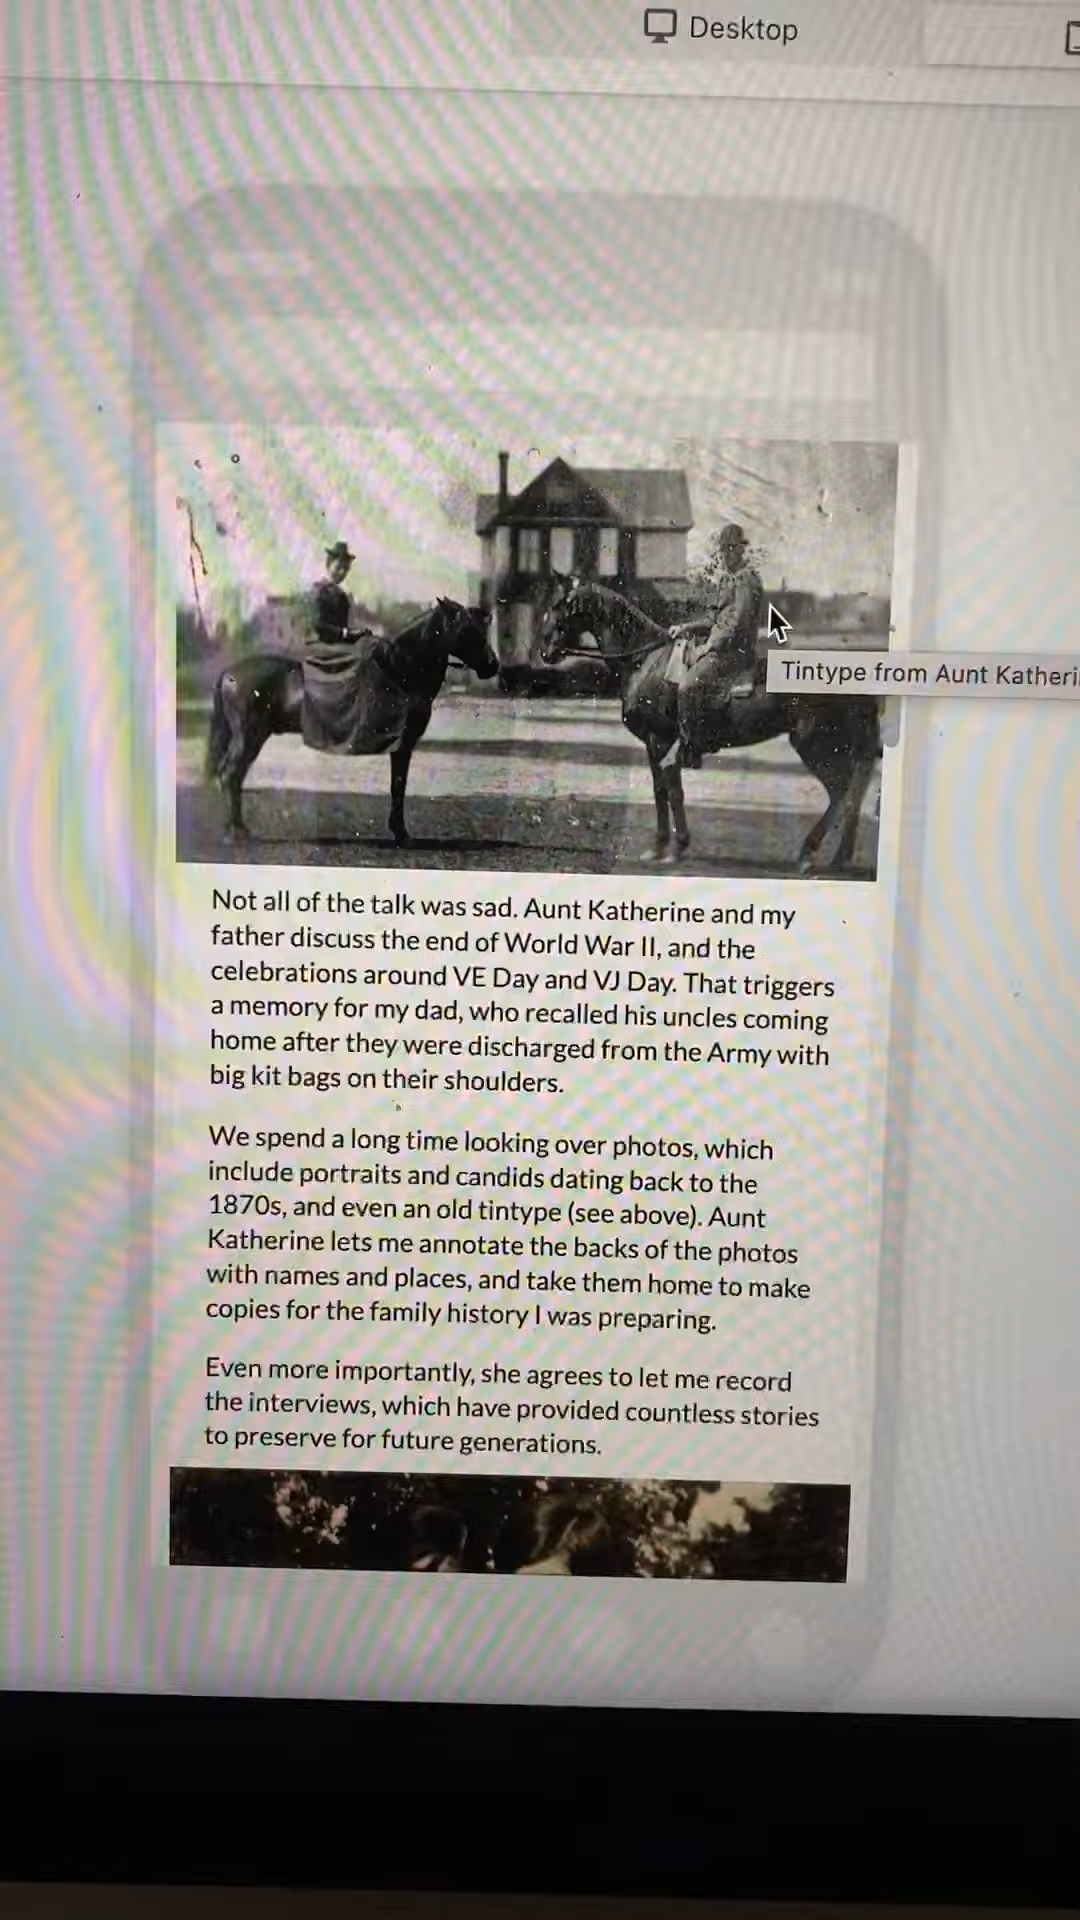 Desktop
Tintype from Aunt
Not all of the talk was sad. Aunt Katherine and my
father discuss the end of World War II, and the
celebrations around VE Day and VJ Day. That triggers
a memory for my dad, who recalled his uncles coming
home after they were discharged from the Army with
big kit bags on their shoulders.
We spend a long time looking over photos, which
include portraits and candids dating back to the
1870s, and even an old tintype (see above). Aunt
Katherine lets me annotate the backs of the photos
with names and places, and take them home to make
copies for the family history I was preparing.
Even more importantly, she agrees to let me record
the interviews, which have provided countless stories
to preserve for future generations.